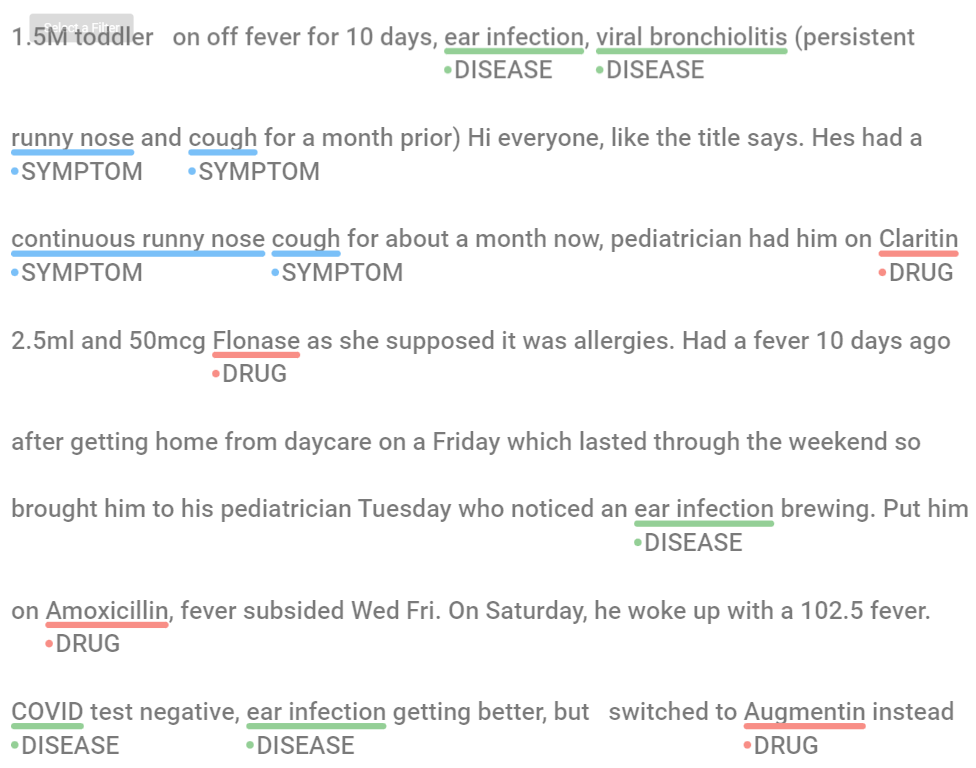 Select a Filter
1.5M toddler on off fever for 10 days, ear infection, viral bronchiolitis (persistent
DISEASE DISEASE
runny nose and cough for a month prior) Hi everyone, like the title says. Hes had a
SYMPTOM SYMPTOM
continuous runny nose cough for about a month now, pediatrician had him on Claritin
SYMPTOM SYMPTOM DRUG
2.5ml and 50mcg Flonase as she supposed it was allergies. Had a fever 10 days ago
DRUG
after getting home from daycare on a Friday which lasted through the weekend so
brought him to his pediatrician Tuesday who noticed an ear infection brewing. Put him
DISEASE
on Amoxicillin, fever subsided Wed Fri. On Saturday, he woke up with a 102.5 fever.
DRUG
COVID test negative, ear infection getting better, but switched to Augmentin instead
DISEASE DISEASE DRUG